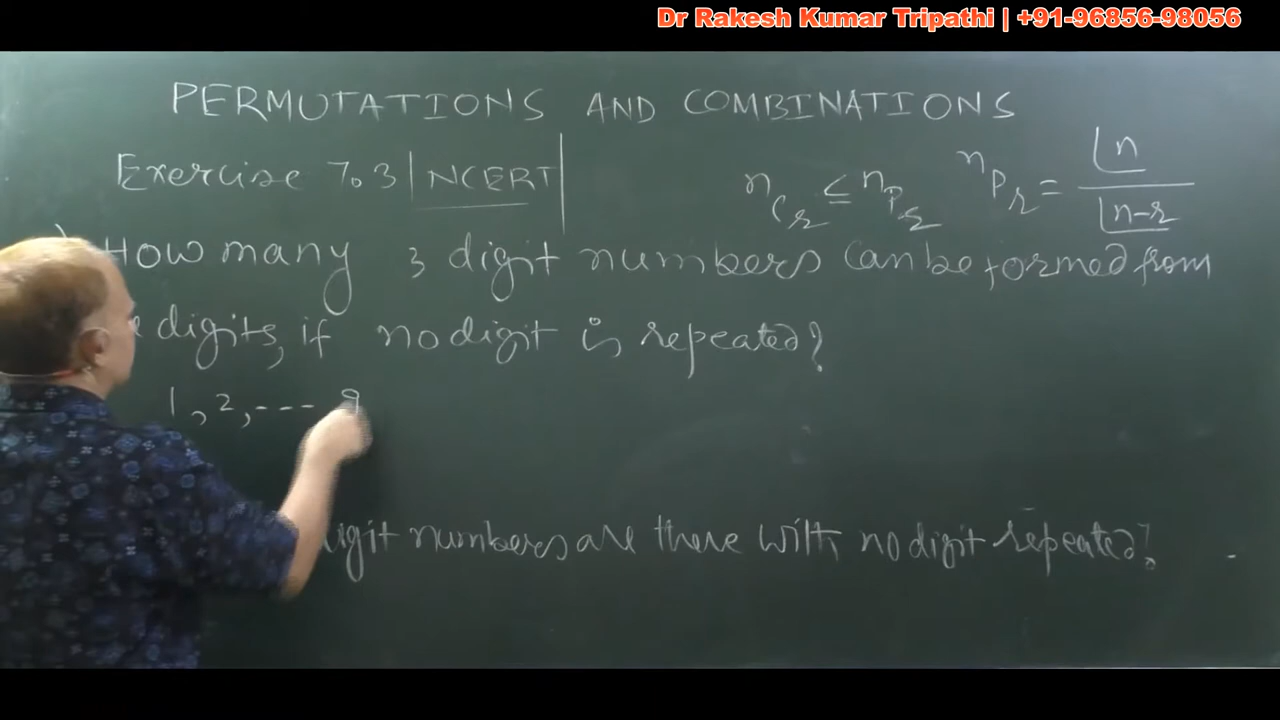 Dr Rakesh Kumar Tripathi | +91-96856-98056
PERMUTATIONS AND COMBINATIONS
Exercise 7.3 | NCERT |
nCr ≤ nPr nPr = ⌊n / ⌊n-r
How many 3 digit numbers can be formed from
digits, if no digit is repeated?
1, 2, --- 9
digit numbers are there with no digit repeated?